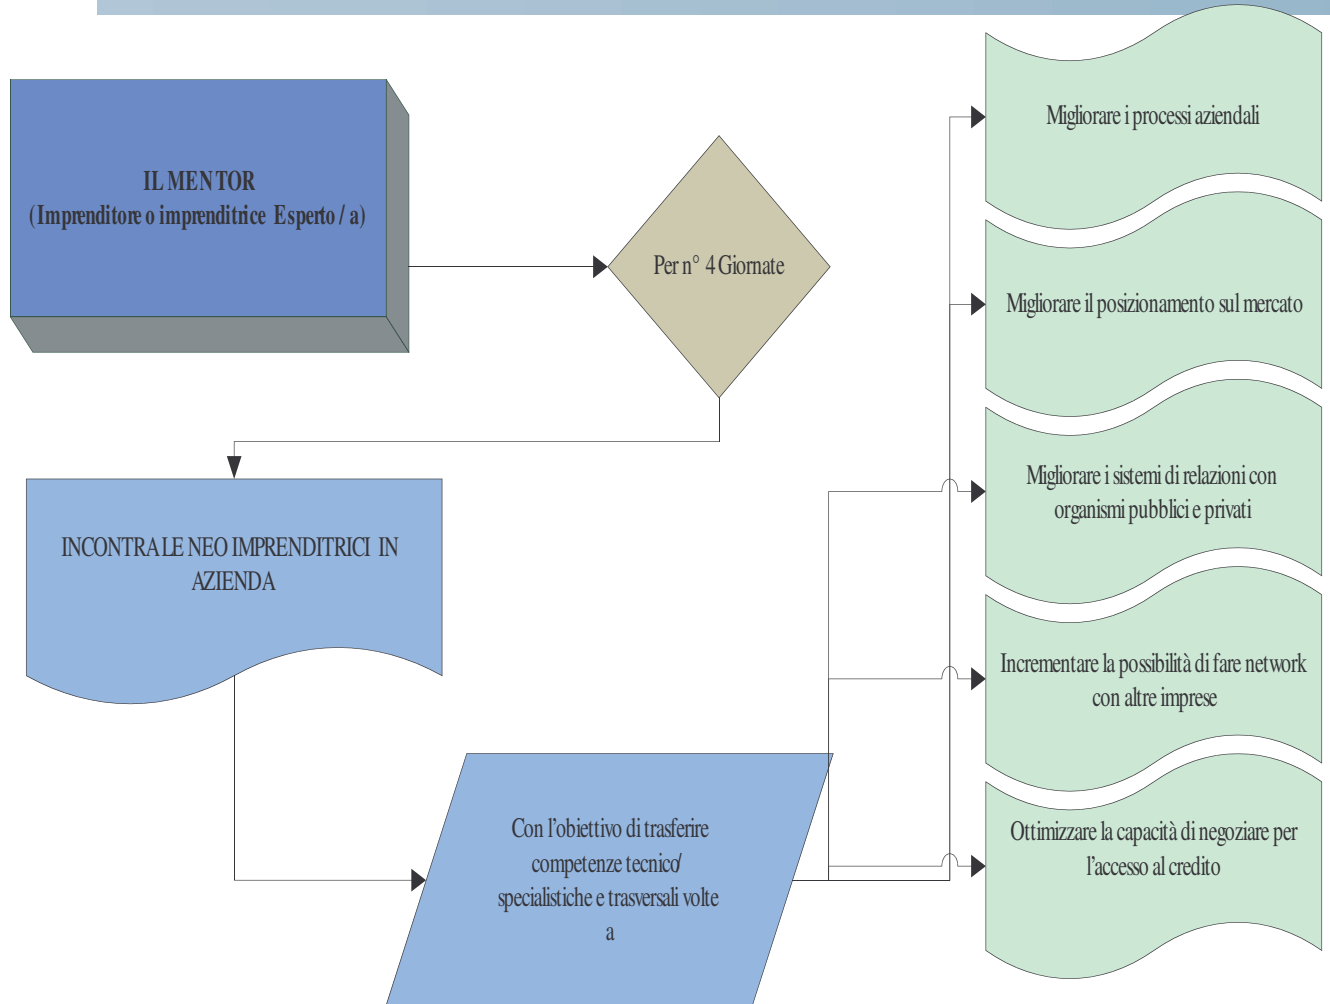 IL MENTOR
(Imprenditore o imprenditrice Esperto / a)
Per n° 4 Giornate
INCONTRA LE NEO IMPRENDITRICI IN
AZIENDA
Con l’obiettivo di trasferire
competenze tecnico/
specialistiche e trasversali volte
a
Migliorare i processi aziendali
Migliorare il posizionamento sul mercato
Migliorare i sistemi di relazioni con
organismi pubblici e privati
Incrementare la possibilità di fare network
con altre imprese
Ottimizzare la capacità di negoziare per
l’accesso al credito